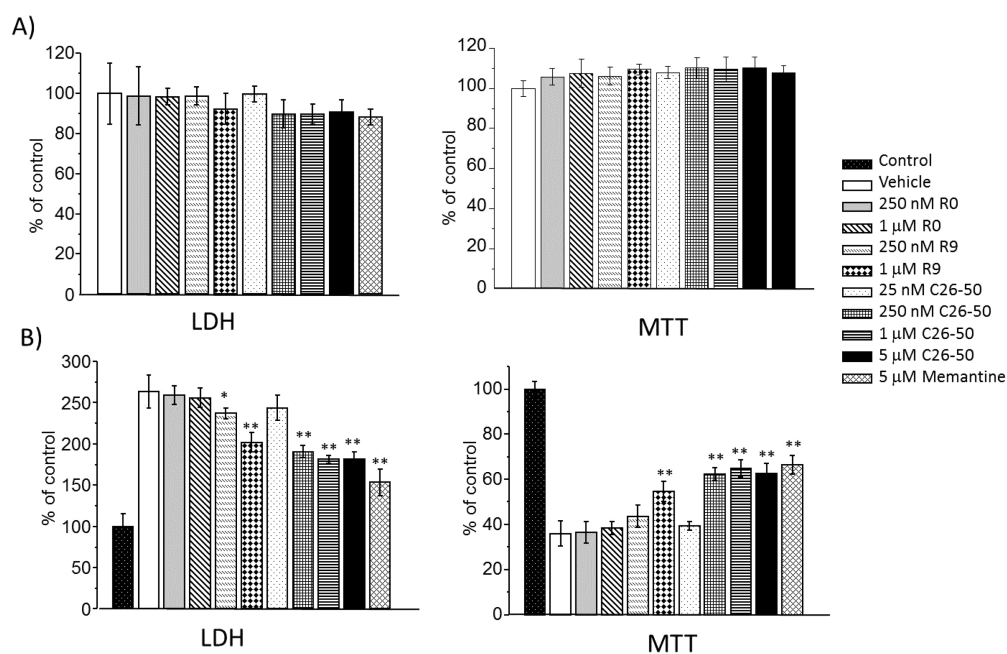 A)
% of control
120
100
80
60
40
20
0
LDH
% of control
120
100
80
60
40
20
0
MTT
Control
Vehicle
250 nM R0
1 μM R0
250 nM R9
1 μM R9
25 nM C26-50
250 nM C26-50
1 μM C26-50
5 μM C26-50
5 μM Memantine
B)
% of control
300
250
200
150
100
50
0
*
**
**
**
**
**
LDH
% of control
100
80
60
40
20
0
**
**
**
**
**
MTT